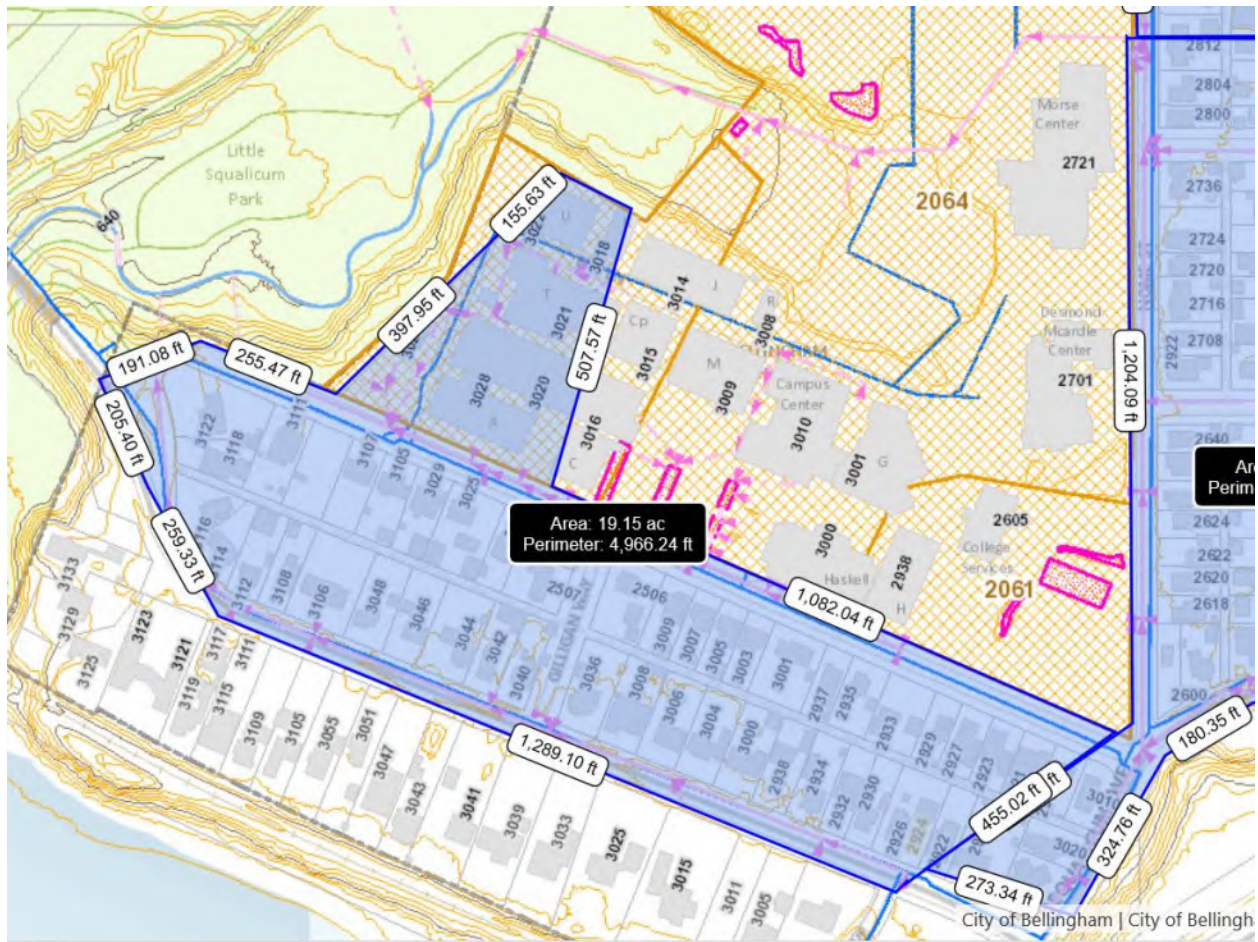 2812
2804
2800
Morse
Center
2721
Little
Squalicum
Park
2736
640
155.63 ft
U
3022
3018
2064
2724
2720
2716
2708
3014
J
R
3008
T
3021
397.95 ft
Cp
3015
Desmond
Mcardle
Center
2701
2922
191.08 ft
255.47 ft
507.57 ft
M
3009
Campus
Center
3010
1,204.09 ft
3028
3020
205.40 ft
3122
3118
3016
C
3001
G
2640
3107
3105
3029
3025
Area: 19.15 ac
Perimeter: 4,966.24 ft
2605
College
Services
2061
2624
2622
2620
2618
259.33 ft
3000
Haskell
2938
H
3133
3129
3125
3123
3121
3119
3117
3115
3111
3112
3108
3106
3048
3046
3044
3042
3040
2507
GILLIGAN WAY
2506
3036
3009
3007
3005
3003
3001
2937
2935
1,082.04 ft
2600
3109
3105
3055
3051
3047
3043
3041
3039
3033
3025
3015
3011
3005
1,289.10 ft
3008
3006
3004
3000
2938
2934
2932
2930
2933
2929
2927
2923
2926
2924
2922
455.02 ft
3010
3020
180.35 ft
324.76 ft
273.34 ft
City of Bellingham | City of Bellingh